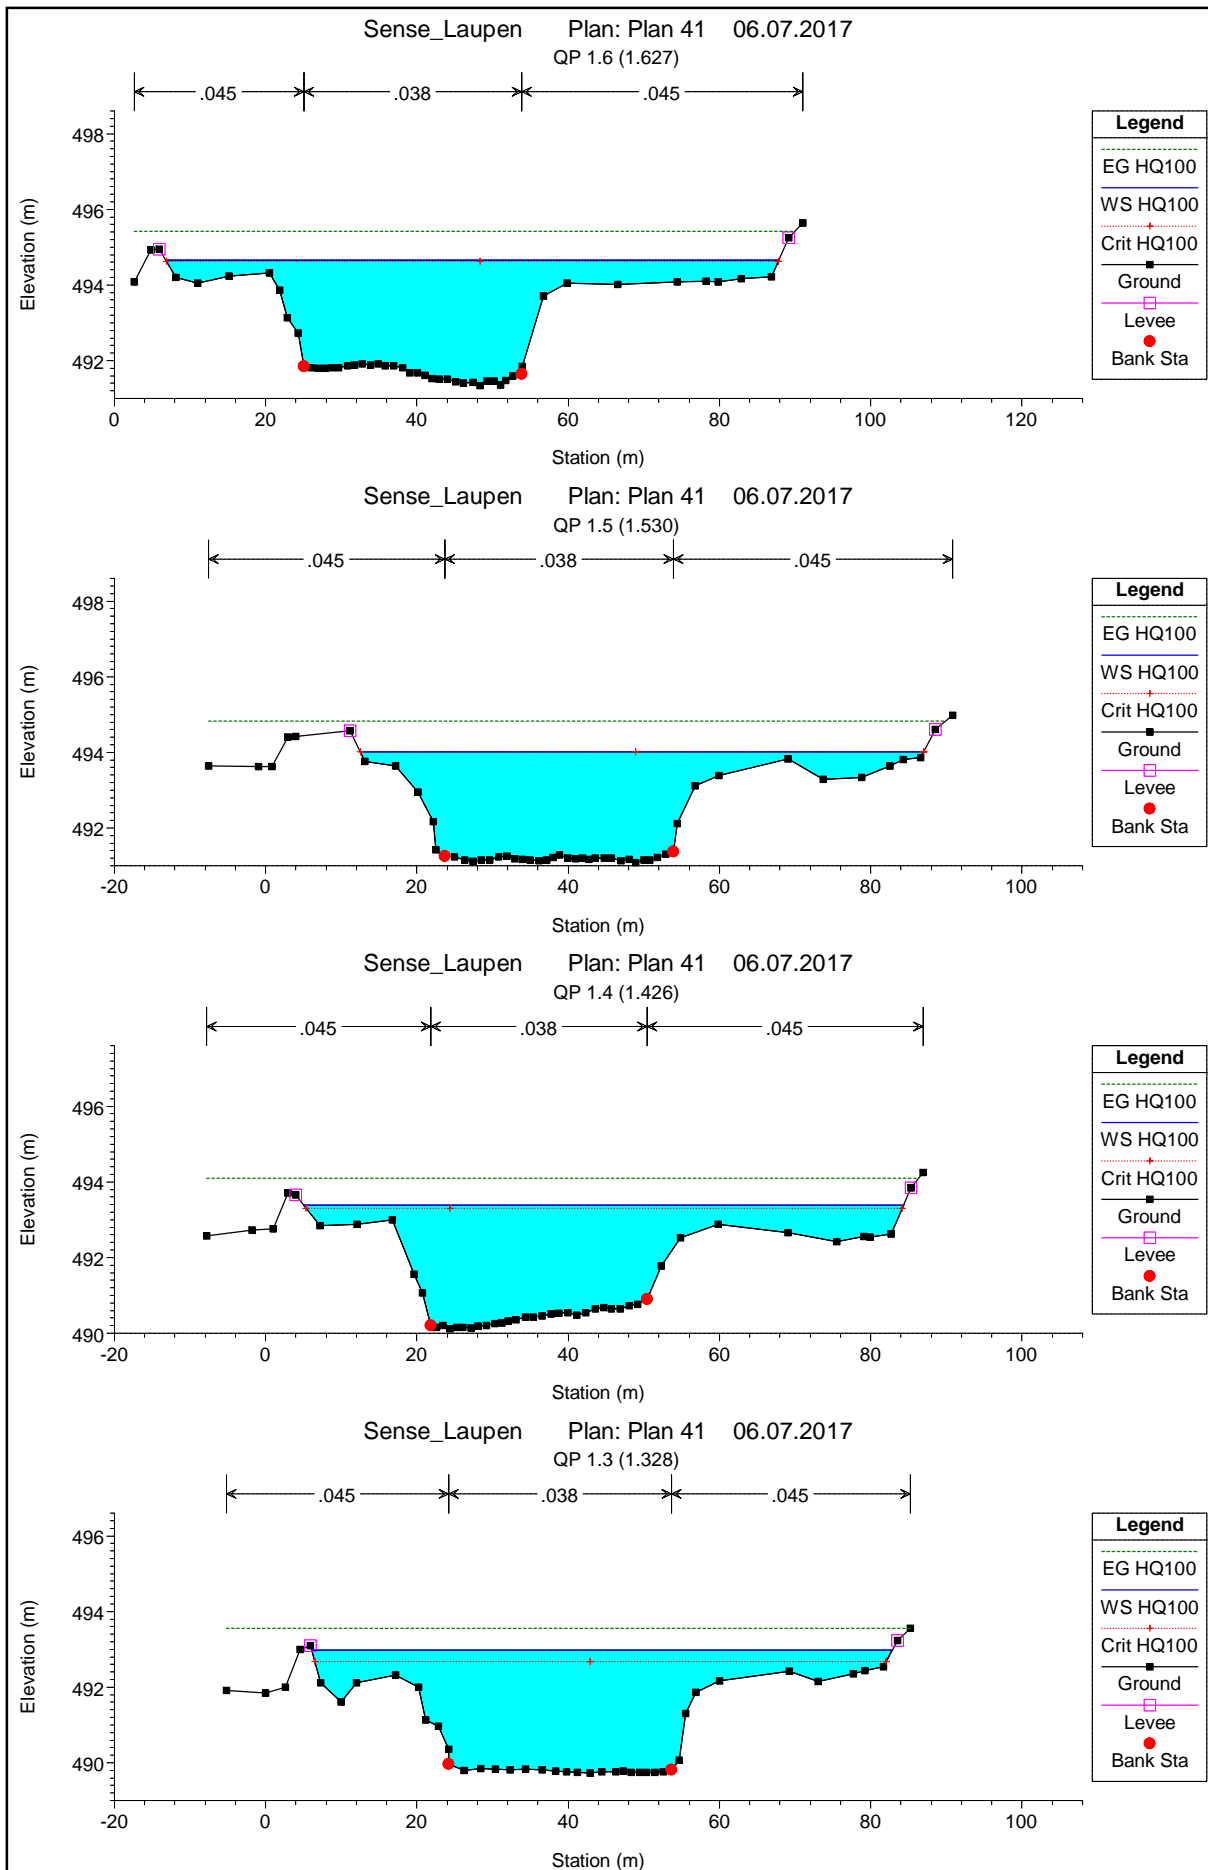 Sense_Laupen Plan: Plan 41 06.07.2017
QP 1.6 (1.627)
.045 .038 .045
498
496
494
492
0 20 40 60 80 100 120
Elevation (m)
Station (m)
Legend
EG HQ100
WS HQ100
Crit HQ100
Ground
Levee
Bank Sta
Sense_Laupen Plan: Plan 41 06.07.2017
QP 1.5 (1.530)
.045 .038 .045
498
496
494
492
-20 0 20 40 60 80 100
Elevation (m)
Station (m)
Legend
EG HQ100
WS HQ100
Crit HQ100
Ground
Levee
Bank Sta
Sense_Laupen Plan: Plan 41 06.07.2017
QP 1.4 (1.426)
.045 .038 .045
496
494
492
490
-20 0 20 40 60 80 100
Elevation (m)
Station (m)
Legend
EG HQ100
WS HQ100
Crit HQ100
Ground
Levee
Bank Sta
Sense_Laupen Plan: Plan 41 06.07.2017
QP 1.3 (1.328)
.045 .038 .045
496
494
492
490
-20 0 20 40 60 80 100
Elevation (m)
Station (m)
Legend
EG HQ100
WS HQ100
Crit HQ100
Ground
Levee
Bank Sta